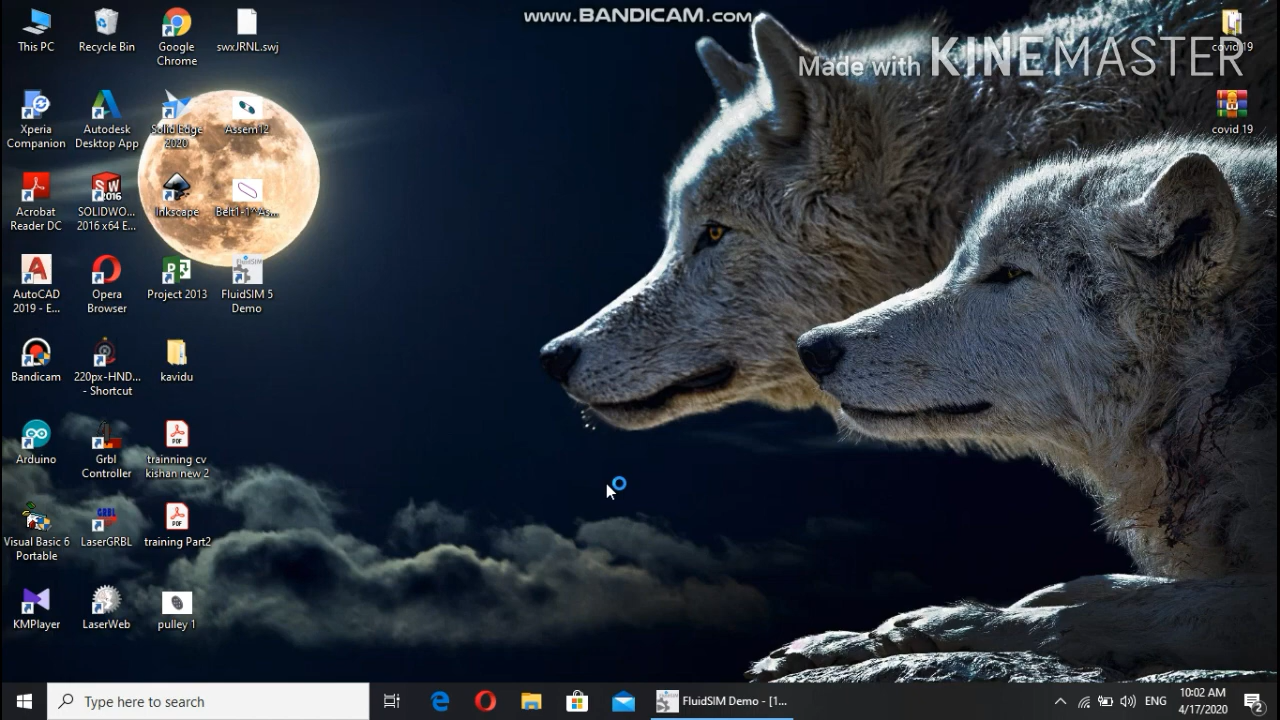 www.BANDICAM.com
Made with KINEMASTER
This PC
Recycle Bin
Google
Chrome
swxJRNL.swj
covid 19
Xperia
Companion
Autodesk
Desktop App
Solid Edge
2020
Assem12
covid 19
Acrobat
Reader DC
SOLIDWO...
2016 x64 E...
Inkscape
Belt1-1^As...
AutoCAD
2019 - E...
Opera
Browser
Project 2013
FluidSIM 5
Demo
Bandicam
220px-HND...
- Shortcut
kavidu
Arduino
Grbl
Controller
trainning cv
kishan new 2
Visual Basic 6
Portable
LaserGRBL
training Part2
KMPlayer
LaserWeb
pulley 1
Type here to search
FluidSIM Demo - [1...
ENG
10:02 AM
4/17/2020
2